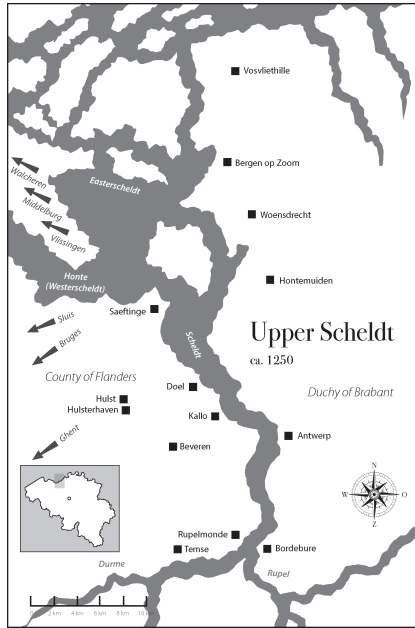 Vosvliethille
Bergen op Zoom
Easterscheldt
Walcheren
Middelburg
Vlissingen
Woensdrecht
Honte
(Westerscheldt)
Hontemuiden
Saeftinge
Sluis
Bruges
Scheldt
Upper Scheldt
ca. 1250
County of Flanders
Doel
Duchy of Brabant
Hulst
Hulsterhaven
Kallo
Antwerp
Beveren
Ghent
N
W
O
Z
Rupelmonde
Temse
Bordebure
Durme
Rupel
0 2 km 4 km 6 km 8 km 10 km